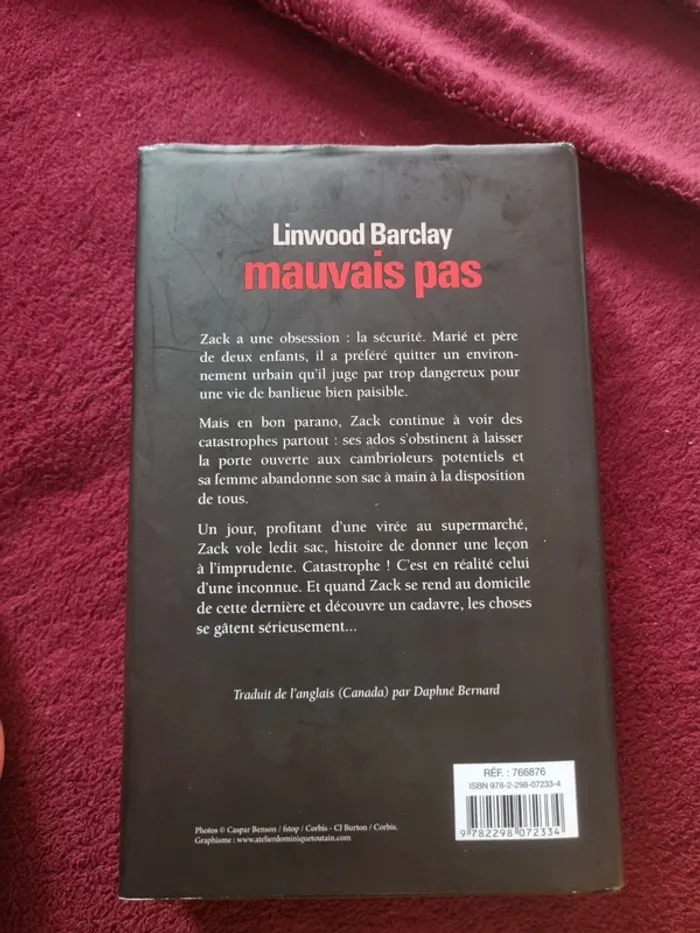 Linwood Barclay
mauvais pas
Zack a une obsession : la sécurité. Marié et père
de deux enfants, il a préféré quitter un environ-
nement urbain qu'il juge par trop dangereux pour
une vie de banlieue bien paisible.
Mais en bon parano, Zack continue à voir des
catastrophes partout : ses ados s'obstinent à laisser
la porte ouverte aux cambrioleurs potentiels et
sa femme abandonne son sac à main à la disposition
de tous.
Un jour, profitant d'une virée au supermarché,
Zack vole ledit sac, histoire de donner une leçon
à l'imprudente. Catastrophe ! C'est en réalité celui
d'une inconnue. Et quand Zack se rend au domicile
de cette dernière et découvre un cadavre, les choses
se gâtent sérieusement...
Traduit de l'anglais (Canada) par Daphné Bernard
RÉF. : 766876
ISBN 978-2-298-07233-4
9 782298 072334
Photos © Caspar Benson / fstop / Corbis - CJ Burton / Corbis.
Graphisme : www.atelierdominiquetoutain.com